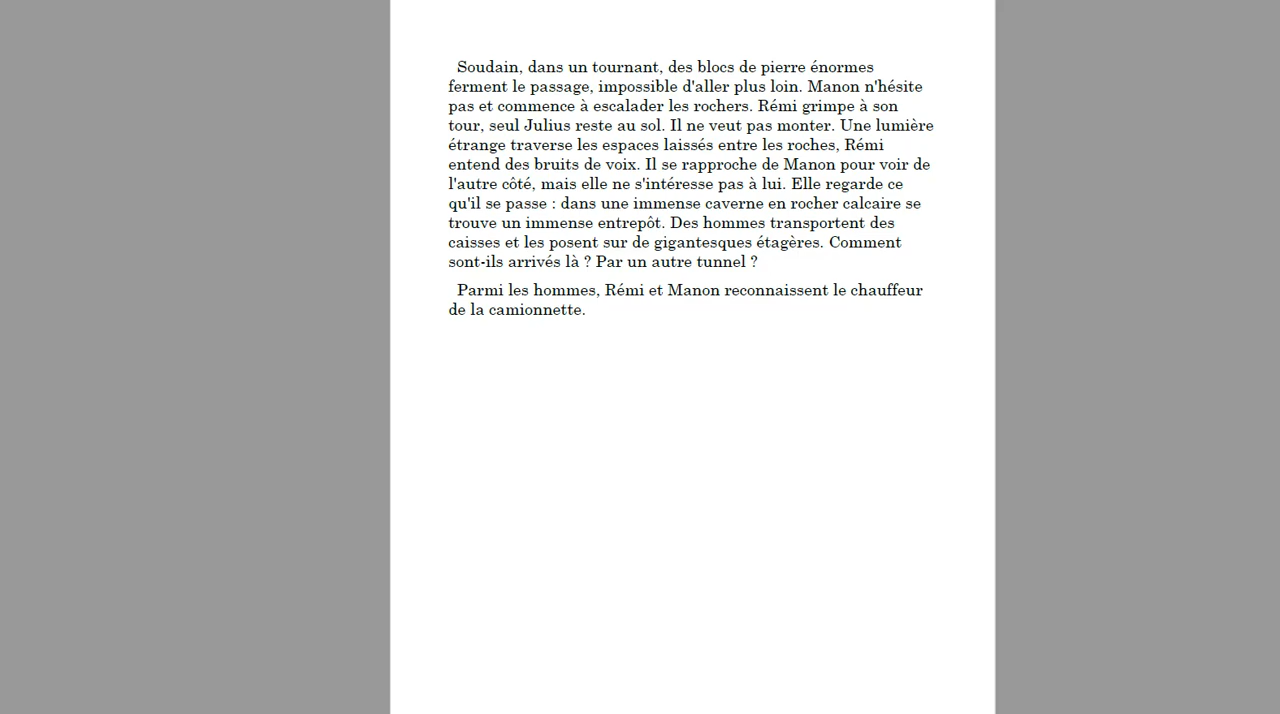 Soudain, dans un tournant, des blocs de pierre énormes
ferment le passage, impossible d'aller plus loin. Manon n'hésite
pas et commence à escalader les rochers. Rémi grimpe à son
tour, seul Julius reste au sol. Il ne veut pas monter. Une lumière
étrange traverse les espaces laissés entre les roches, Rémi
entend des bruits de voix. Il se rapproche de Manon pour voir de
l'autre côté, mais elle ne s'intéresse pas à lui. Elle regarde ce
qu'il se passe : dans une immense caverne en rocher calcaire se
trouve un immense entrepôt. Des hommes transportent des
caisses et les posent sur de gigantesques étagères. Comment
sont-ils arrivés là ? Par un autre tunnel ?
Parmi les hommes, Rémi et Manon reconnaissent le chauffeur
de la camionnette.